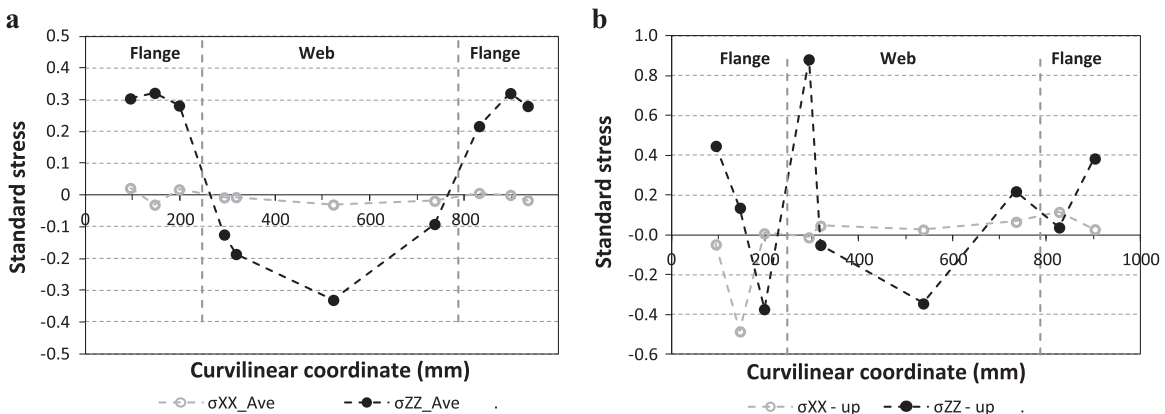 a
0.5
0.4
0.3
0.2
0.1
0
-0.1
-0.2
-0.3
-0.4
-0.5
Standard stress
Flange Web Flange
0 200 400 600 800
Curvilinear coordinate (mm)
σXX_Ave σZZ_Ave .
b
1.0
0.8
0.6
0.4
0.2
-0.0
-0.2
-0.4
-0.6
Standard stress
Flange Web Flange
0 200 400 600 800 1000
Curvilinear coordinate (mm)
σXX - up σZZ - up .